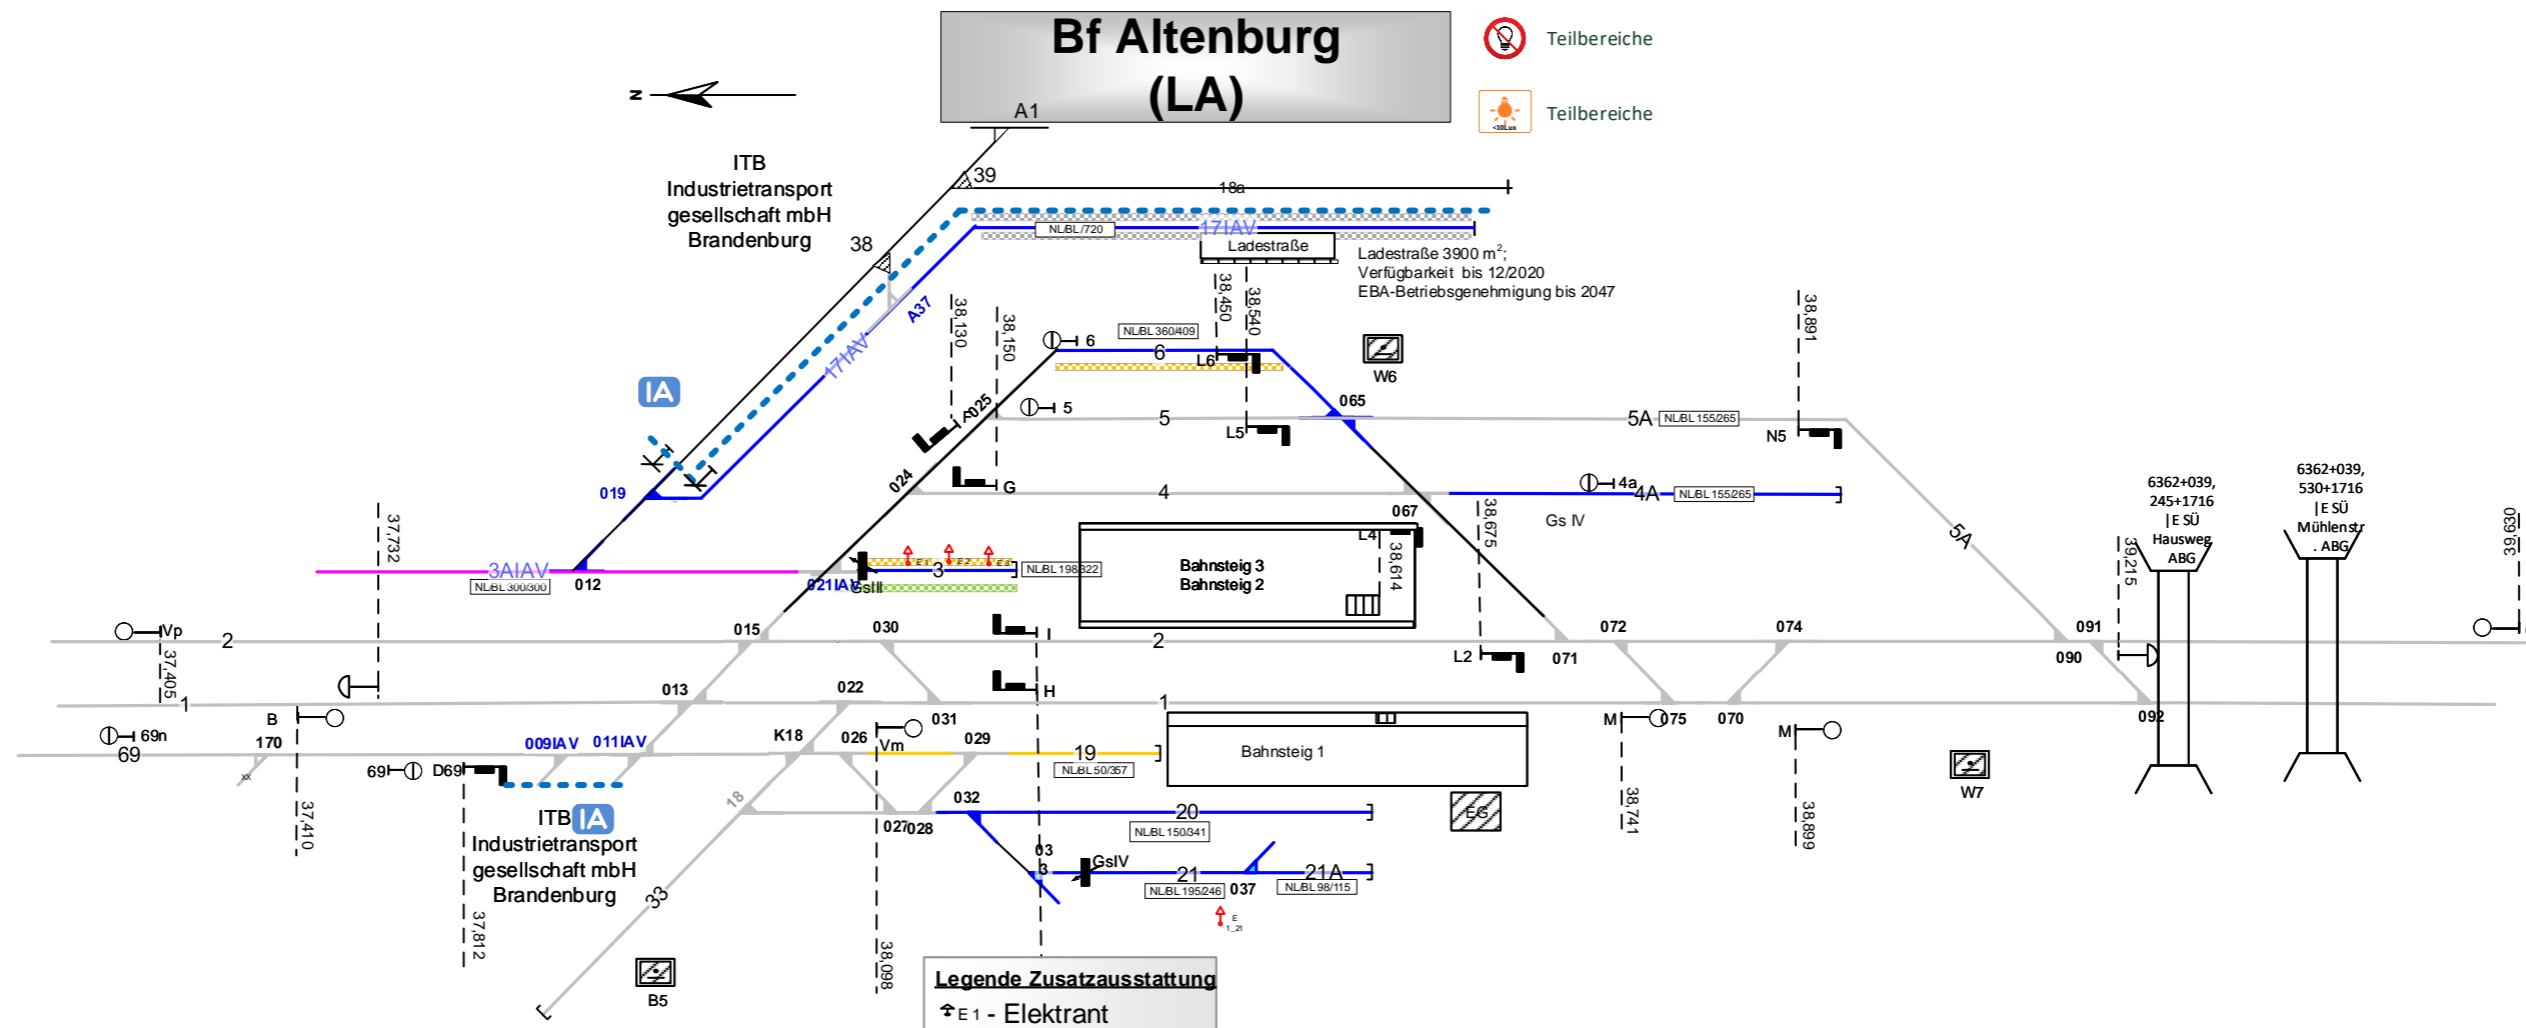 Bf Altenburg
(LA)
Teilbereiche
<10Lux
Teilbereiche
N
A1
ITB
Industrietransport
gesellschaft mbH
Brandenburg
39
18a
38
NL/BL /720
17IAV
Ladestraße
Ladestraße 3900 m²;
Verfügbarkeit bis 12/2020
EBA-Betriebsgenehmigung bis 2047
A37
17IAV
38,130
38,150
38,450
38,540
38,891
6
NL/BL 360/409
6
L6
W6
IA
F
025
5
5
L5
065
5A
NL/BL 155/265
N5
019
024
G
4
4a
4A
NL/BL 155/265
Gs IV
067
38,675
5A
6362+039,
245+1716
|E SÜ
Hausweg
ABG
6362+039,
530+1716
|E SÜ
Mühlenstr
. ABG
39,215
39,630
37,732
3AIAV
NL/BL 300/300
012
021IAV
GsIII
E 1
E 2
E 3
3
NL/BL 198/322
Bahnsteig 3
Bahnsteig 2
L4
38,614
Vp
2
37,405
015
030
I
2
L2
071
072
074
090
091
1
013
022
H
031
1
M
075
070
M
092
B
69n
69
170
009IAV
011IAV
K18
026
Vm
029
19
NL/BL 50/357
Bahnsteig 1
W7
xx
69
D69
37,410
ITB
IA
Industrietransport
gesellschaft mbH
Brandenburg
37,812
18
027
028
032
20
NL/BL 150/341
EG
38,741
38,899
33
03
3
GsIV
21
NL/BL 195/246
037
21A
NL/BL 98/115
E
1_21
B5
38,098
Legende Zusatzausstattung
E 1 - Elektrant